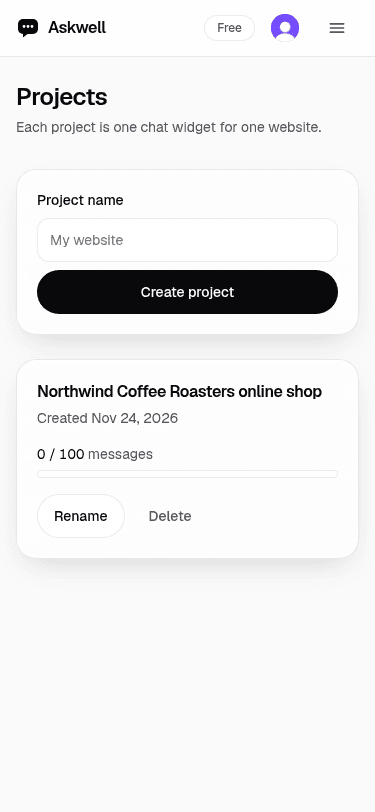 Askwell
Free
Projects
Each project is one chat widget for one website.
Project name
My website
Create project
Northwind Coffee Roasters online shop
Created Nov 24, 2026
0 / 100 messages
Rename
Delete